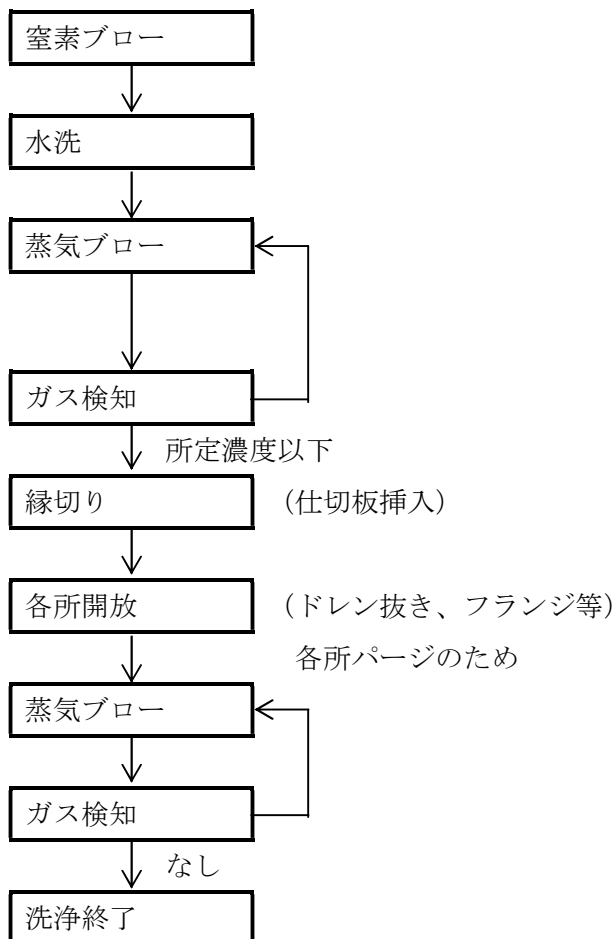 窒素ブロー
水洗
蒸気ブロー
ガス検知
所定濃度以下
縁切り (仕切板挿入)
各所開放 (ドレン抜き、フランジ等)
各所パージのため
蒸気ブロー
ガス検知
なし
洗浄終了